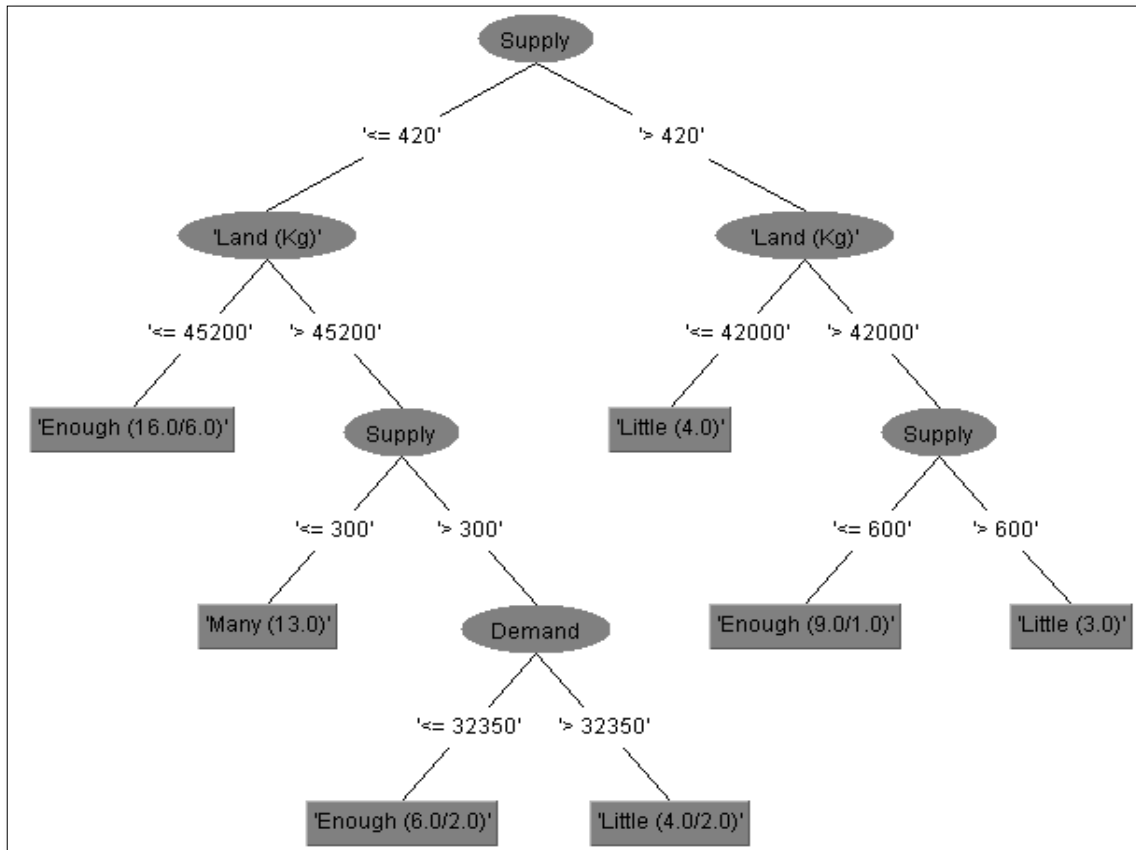 Supply
'<= 420' '> 420'
'Land (Kg)' 'Land (Kg)'
'<= 45200' '> 45200' '<= 42000' '> 42000'
'Enough (16.0/6.0)' Supply 'Little (4.0)' Supply
'<= 300' '> 300' '<= 600' '> 600'
'Many (13.0)' Demand 'Enough (9.0/1.0)' 'Little (3.0)'
'<= 32350' '> 32350'
'Enough (6.0/2.0)' 'Little (4.0/2.0)'